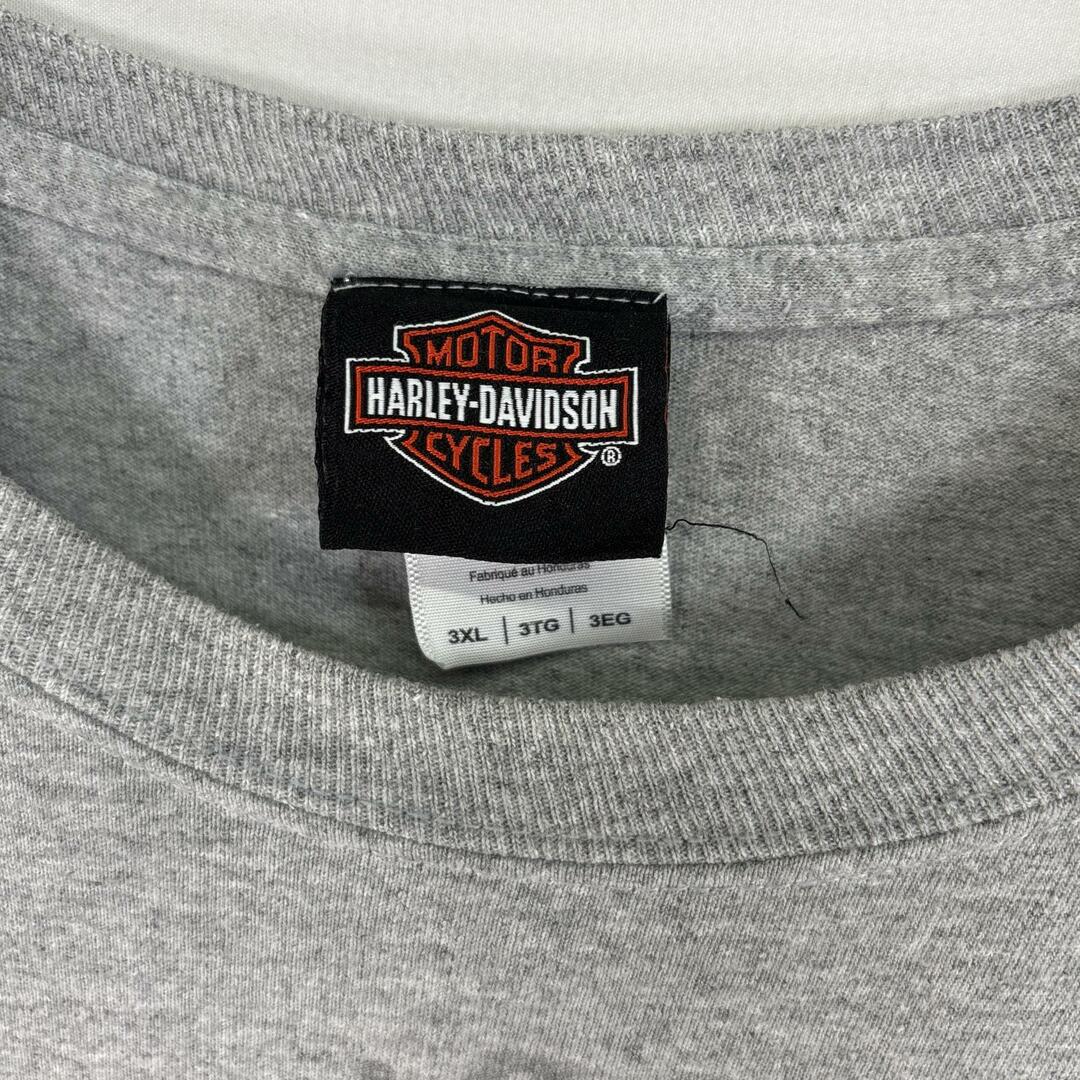 MOTOR
HARLEY-DAVIDSON
CYCLES
®
Fabriqué au Honduras
Hecho en Honduras
3XL | 3TG | 3EG